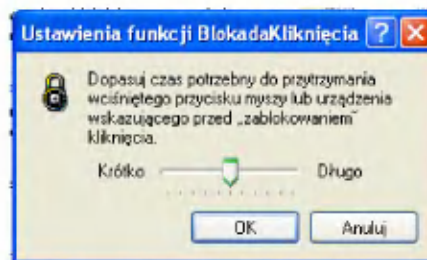 Ustawienia funkcji BlokadaKliknięcia
Dopasuj czas potrzebny do przytrzymania
wciśniętego przycisku myszy lub urządzenia
wskazującego przed „zablokowaniem”
kliknięcia.
Krótko Długo
OK Anuluj